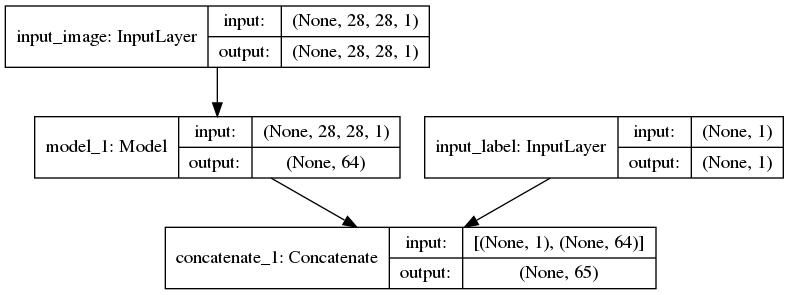 input_image: InputLayer
input: (None, 28, 28, 1)
output: (None, 28, 28, 1)
model_1: Model
input: (None, 28, 28, 1)
output: (None, 64)
input_label: InputLayer
input: (None, 1)
output: (None, 1)
concatenate_1: Concatenate
input: [(None, 1), (None, 64)]
output: (None, 65)